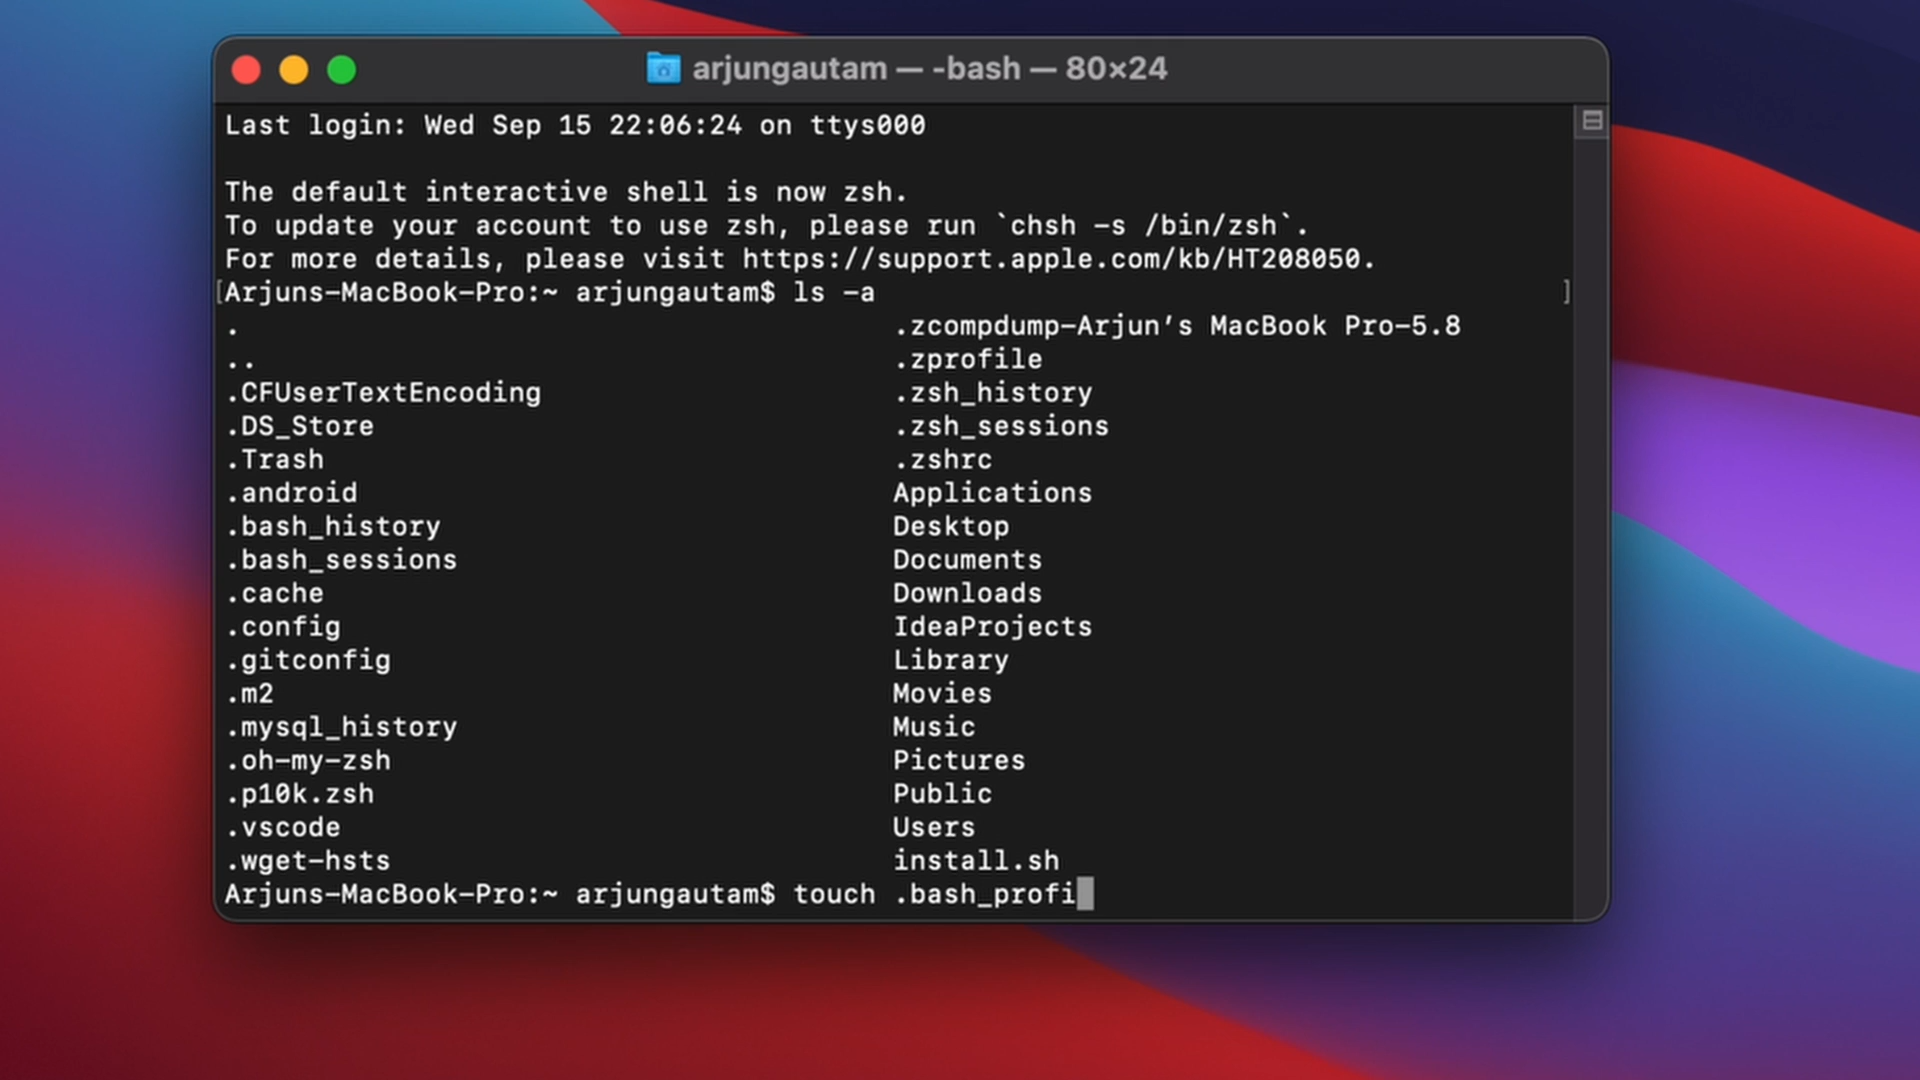 arjungautam — -bash — 80×24
Last login: Wed Sep 15 22:06:24 on ttys000
The default interactive shell is now zsh.
To update your account to use zsh, please run `chsh -s /bin/zsh`.
For more details, please visit https://support.apple.com/kb/HT208050.
[Arjuns-MacBook-Pro:~ arjungautam$ ls -a ]
. .zcompdump-Arjun’s MacBook Pro-5.8
.. .zprofile
.CFUserTextEncoding .zsh_history
.DS_Store .zsh_sessions
.Trash .zshrc
.android Applications
.bash_history Desktop
.bash_sessions Documents
.cache Downloads
.config IdeaProjects
.gitconfig Library
.m2 Movies
.mysql_history Music
.oh-my-zsh Pictures
.p10k.zsh Public
.vscode Users
.wget-hsts install.sh
Arjuns-MacBook-Pro:~ arjungautam$ touch .bash_profi